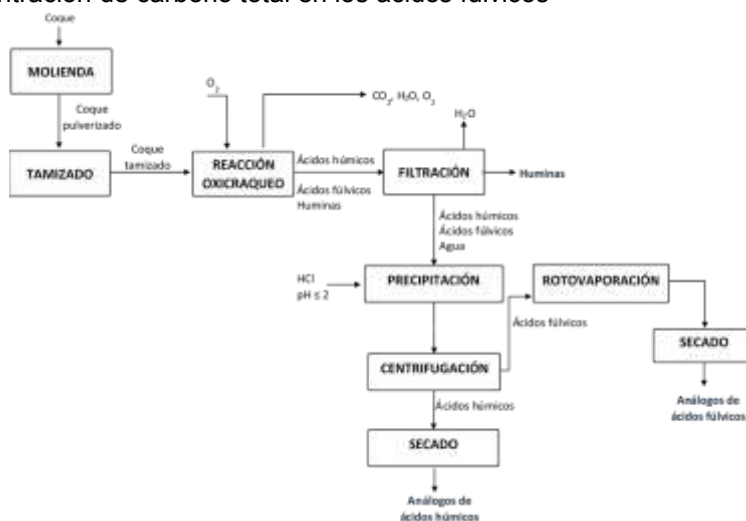 ntración de carbono total en los ácidos fúlvicos
Coque
MOLIENDA
Coque
pulverizado
TAMIZADO
Coque
tamizado
O2
REACCIÓN
OXICRAQUEO
CO2, H2O, O2
Ácidos húmicos
Ácidos fúlvicos
Huminas
H2O
FILTRACIÓN
Huminas
Ácidos húmicos
Ácidos fúlvicos
Agua
HCl
pH ≤ 2
PRECIPITACIÓN
ROTOVAPORACIÓN
Ácidos fúlvicos
CENTRIFUGACIÓN
SECADO
Análogos de
ácidos fúlvicos
Ácidos húmicos
SECADO
Análogos de
ácidos húmicos